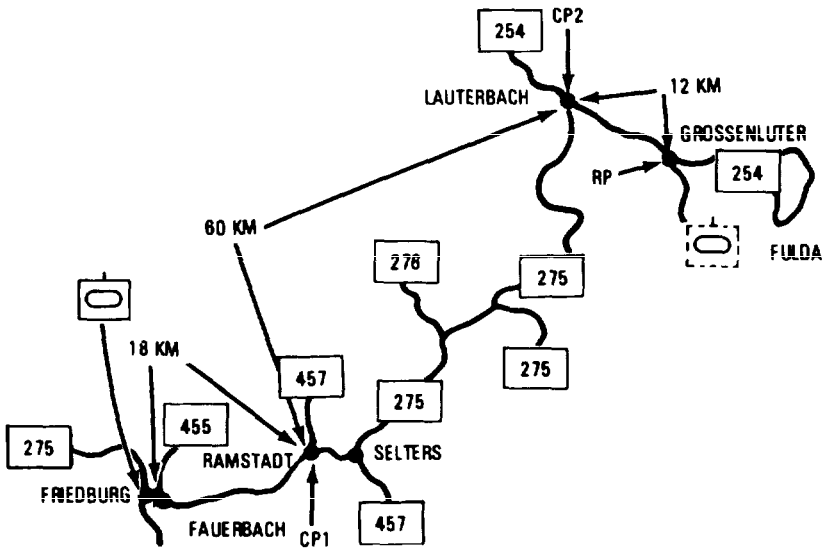 254
CP2
LAUTERBACH
12 KM
GROSSENLUTER
RP
254
FULDA
60 KM
276
275
275
18 KM
457
275
275
455
RAMSTADT
SELTERS
FRIEDBURG
FAUERBACH
CP1
457